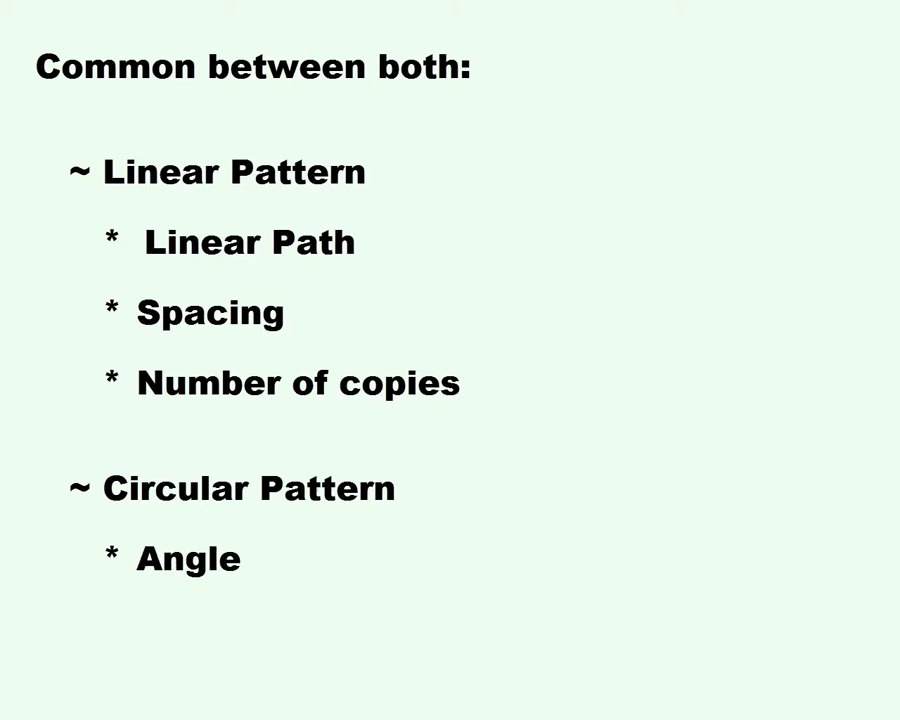 Common between both:
~ Linear Pattern
* Linear Path
* Spacing
* Number of copies
~ Circular Pattern
* Angle